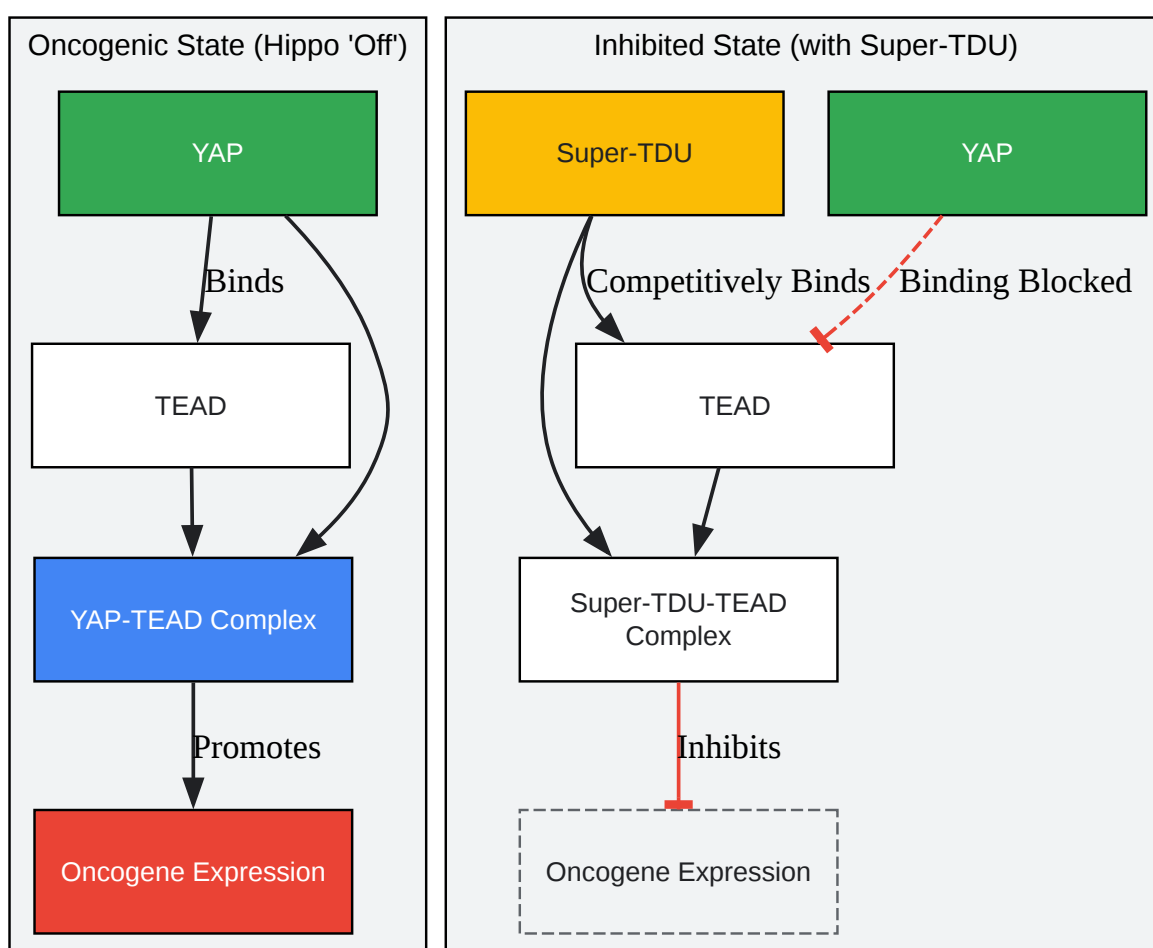 Oncogenic State (Hippo 'Off')
YAP
Binds
TEAD
YAP-TEAD Complex
Promotes
Oncogene Expression
Inhibited State (with Super-TDU)
Super-TDU
YAP
Competitively Binds
Binding Blocked
TEAD
Super-TDU-TEAD
Complex
Inhibits
Oncogene Expression